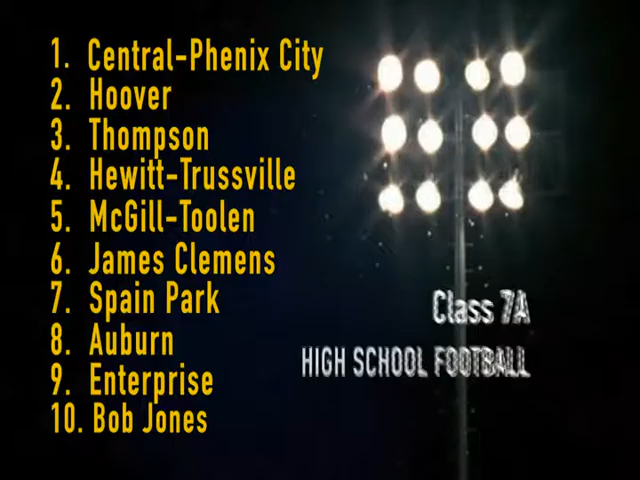 1. Central-Phenix City
2. Hoover
3. Thompson
4. Hewitt-Trussville
5. McGill-Toolen
6. James Clemens
7. Spain Park
8. Auburn
9. Enterprise
10. Bob Jones
Class 7A
HIGH SCHOOL FOOTBALL